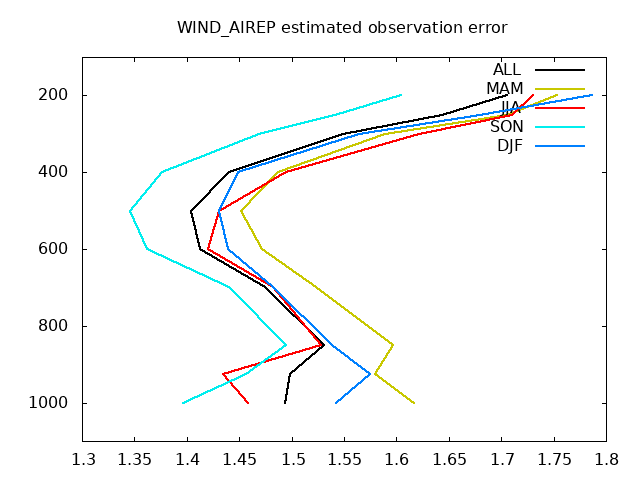 WIND_AIREP estimated observation error
ALL
MAM
JJA
SON
DJF
200
400
600
800
1000
1.3 1.35 1.4 1.45 1.5 1.55 1.6 1.65 1.7 1.75 1.8